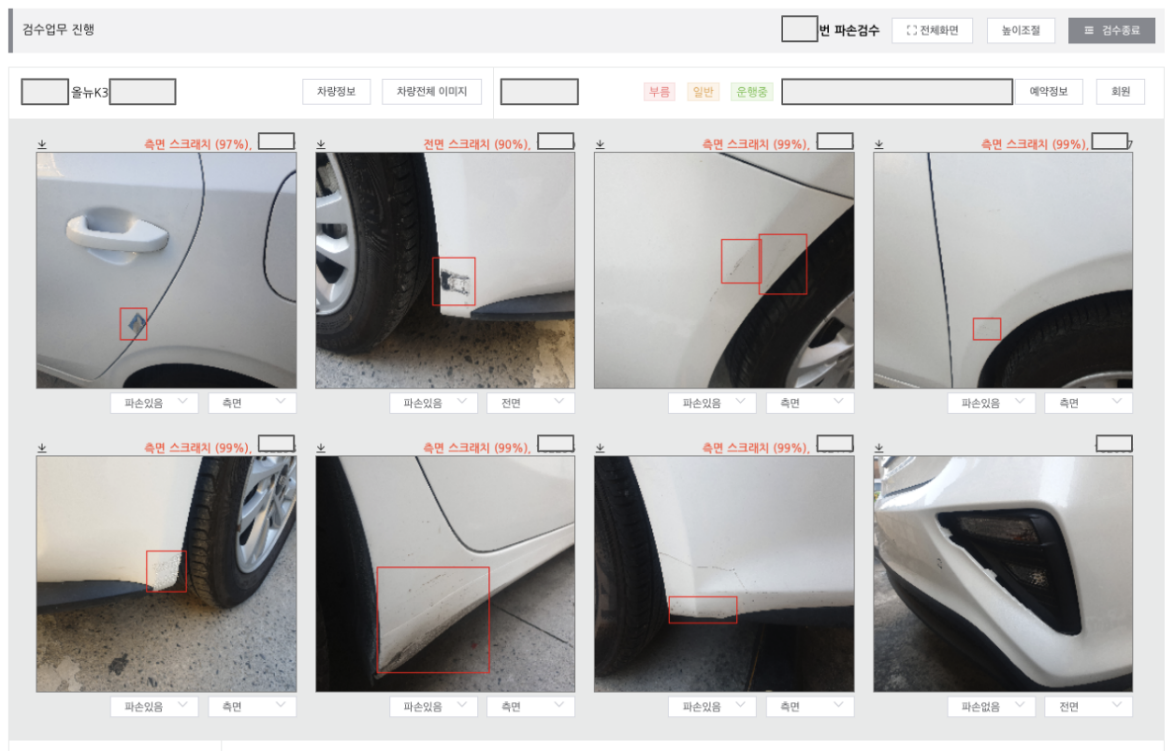 검수업무 진행
번 파손검수 전체화면 높이조절 검수종료
올뉴K3 차량정보 차량전체 이미지 부름 일반 운행중 예약정보 회원
측면 스크래치 (97%), 전면 스크래치 (90%), 측면 스크래치 (99%), 측면 스크래치 (99%),
파손있음 측면 파손있음 전면 파손있음 측면 파손있음 측면
측면 스크래치 (99%), 측면 스크래치 (99%), 측면 스크래치 (99%),
파손있음 측면 파손있음 측면 파손있음 측면 파손없음 전면